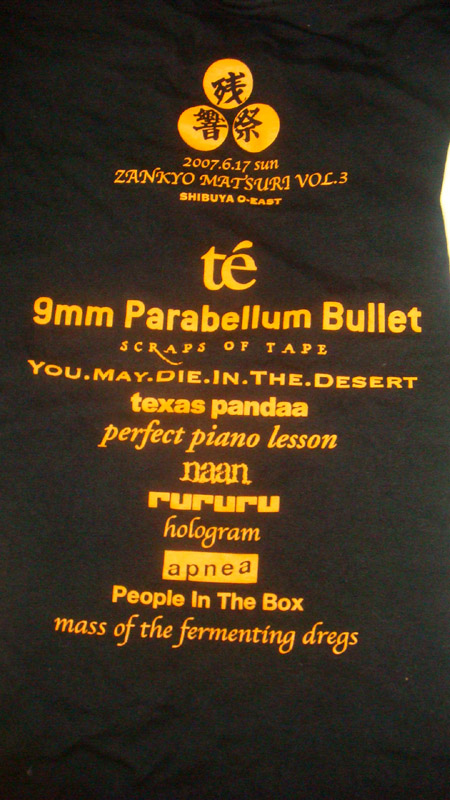 残
響 祭
2007.6.17 sun
ZANKYO MATSURI VOL.3
SHIBUYA O-EAST
té
9mm Parabellum Bullet
SCRAPS OF TAPE
YOU.MAY.DIE.IN.THE.DESERT
texas pandaa
perfect piano lesson
naan
rururu
hologram
apnea
People In The Box
mass of the fermenting dregs